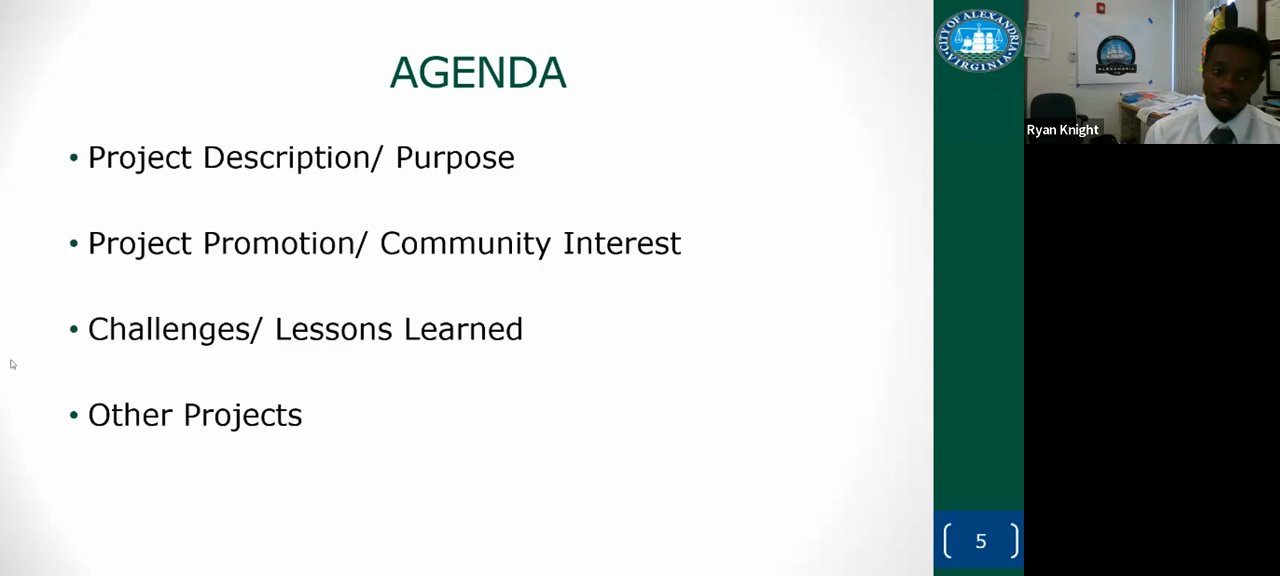 AGENDA
• Project Description/ Purpose
• Project Promotion/ Community Interest
• Challenges/ Lessons Learned
• Other Projects
CITY OF ALEXANDRIA
VIRGINIA
5
ALEXANDRIA
Ryan Knight